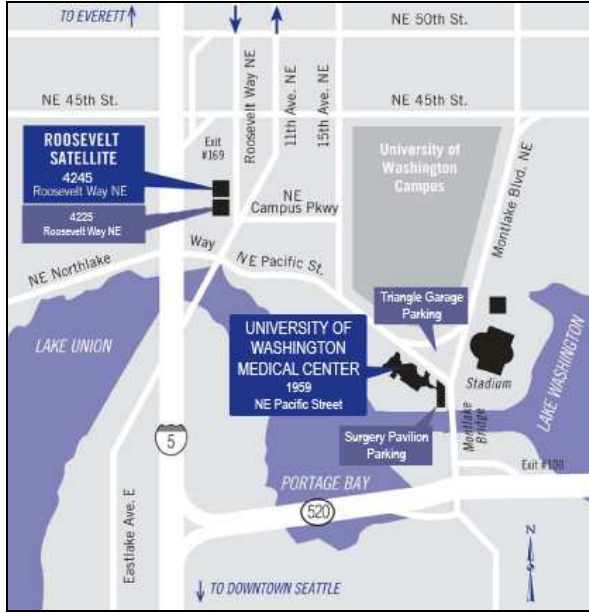 TO EVERETT
NE 50th St.
NE 45th St.
NE 45th St.
Roosevelt Way NE
11th Ave. NE
15th Ave. NE
Exit
#169
ROOSEVELT
SATELLITE
4245
Roosevelt Way NE
4225
Roosevelt Way NE
University of
Washington
Campus
Montlake Blvd. NE
NE
Campus Pkwy
NE Northlake Way
NE Pacific St.
Triangle Garage
Parking
LAKE UNION
UNIVERSITY OF
WASHINGTON
MEDICAL CENTER
1959
NE Pacific Street
Stadium
LAKE WASHINGTON
Montlake
Bridge
Surgery Pavilion
Parking
5
Eastlake Ave. E
PORTAGE BAY
520
N
S
TO DOWNTOWN SEATTLE